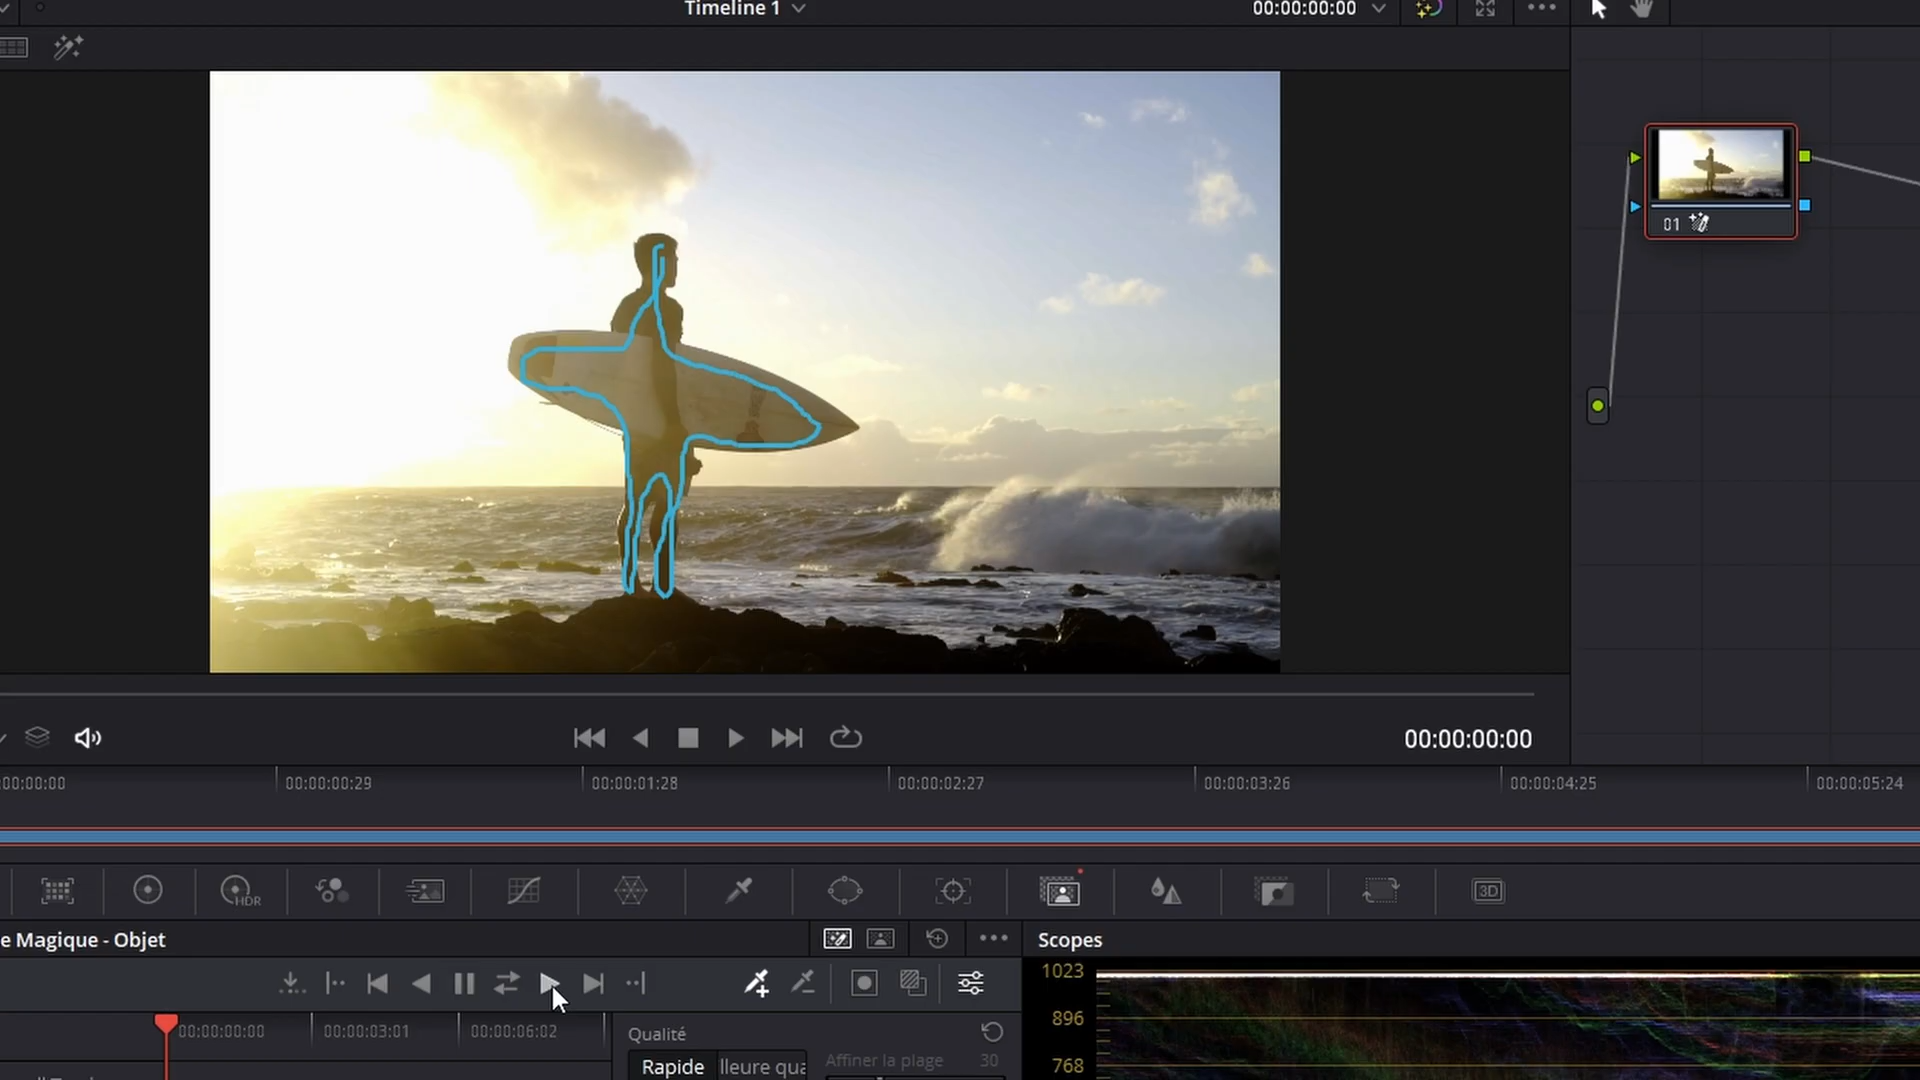 Timeline 1
00:00:00:00
01
00:00:00:00
00:00:00
00:00:00:29
00:00:01:28
00:00:02:27
00:00:03:26
00:00:04:25
00:00:05:24
HDR
3D
e Magique - Objet
Scopes
1023
00:00:00:00
00:00:03:01
00:00:06:02
Qualité
896
Rapide
lleure qua
Affiner la plage
30
768